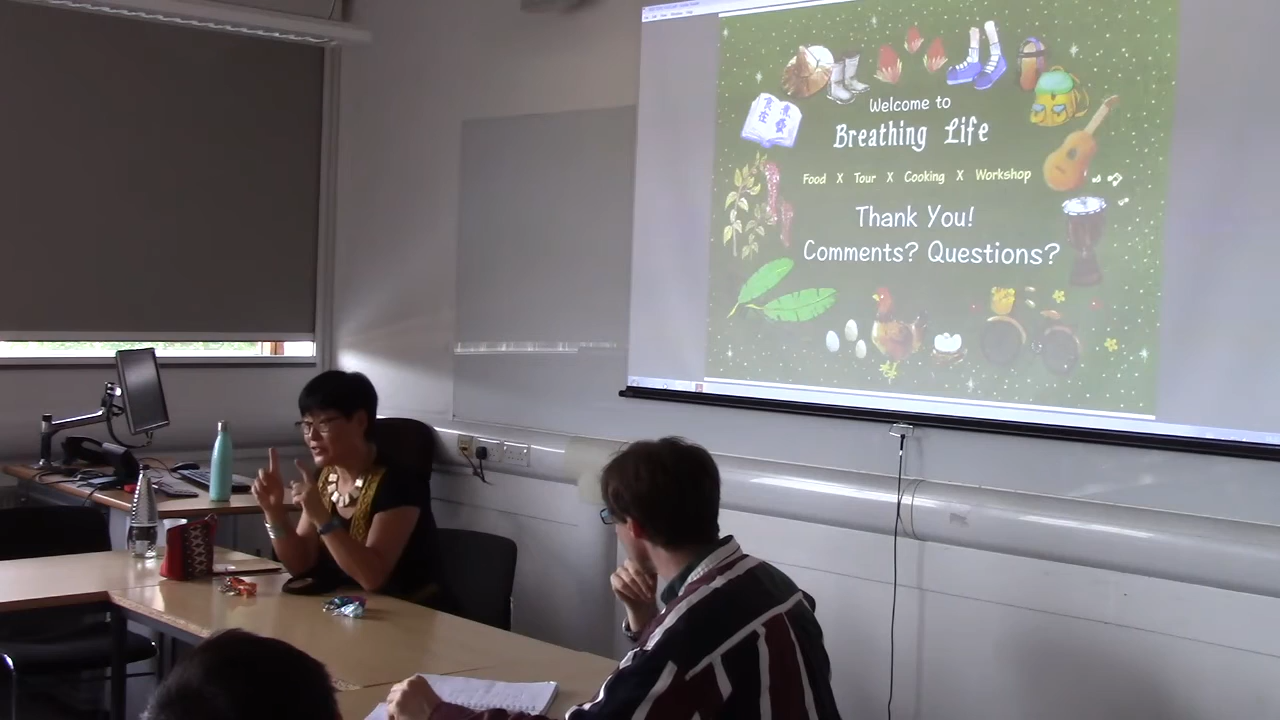 Welcome to
Breathing Life
Food X Tour X Cooking X Workshop
Thank You!
Comments? Questions?